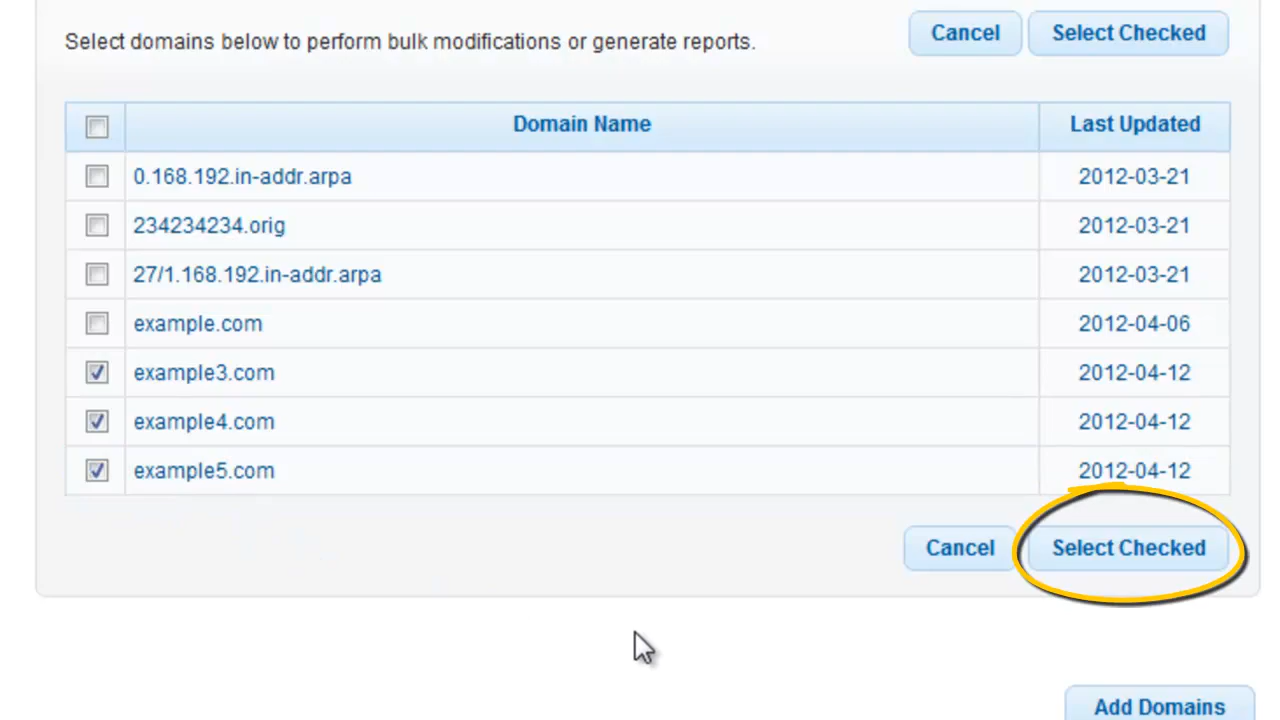 Select domains below to perform bulk modifications or generate reports.
Cancel
Select Checked
Domain Name
Last Updated
0.168.192.in-addr.arpa
2012-03-21
234234234.orig
2012-03-21
27/1.168.192.in-addr.arpa
2012-03-21
example.com
2012-04-06
example3.com
2012-04-12
example4.com
2012-04-12
example5.com
2012-04-12
Cancel
Select Checked
Add Domains